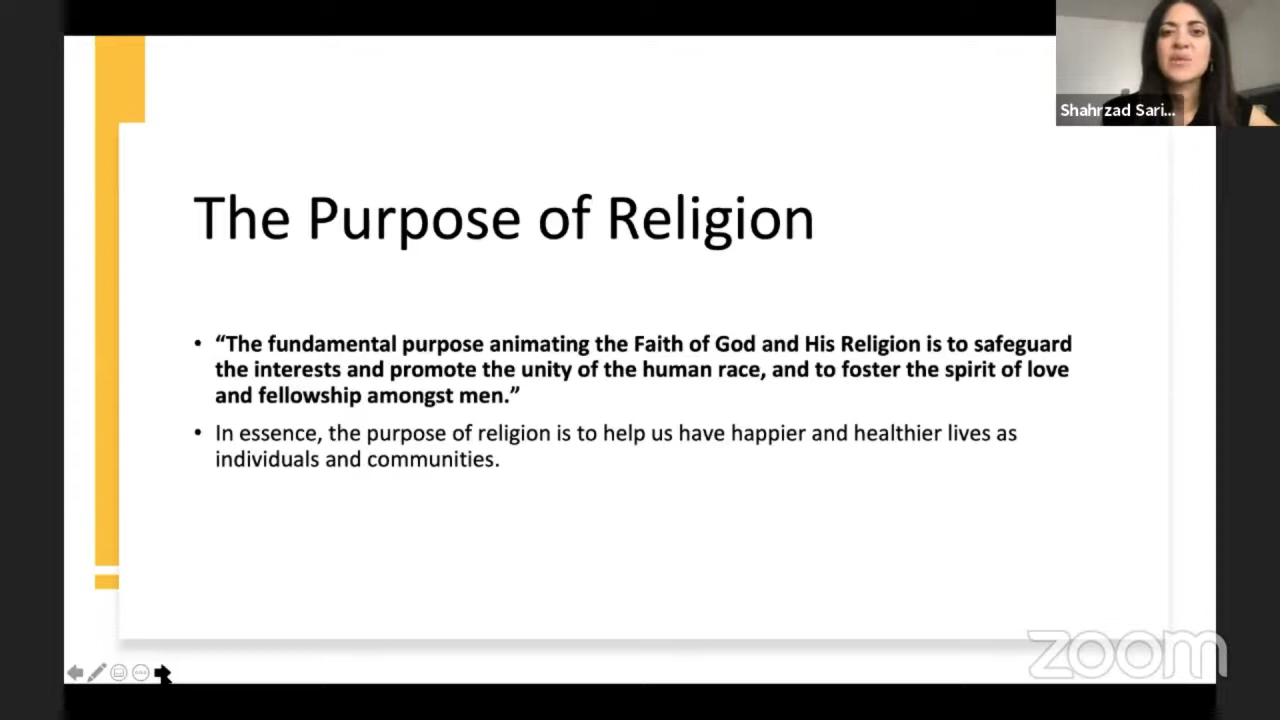 Shahrzad Sari...
The Purpose of Religion
• “The fundamental purpose animating the Faith of God and His Religion is to safeguard
the interests and promote the unity of the human race, and to foster the spirit of love
and fellowship amongst men.”
• In essence, the purpose of religion is to help us have happier and healthier lives as
individuals and communities.
zoom